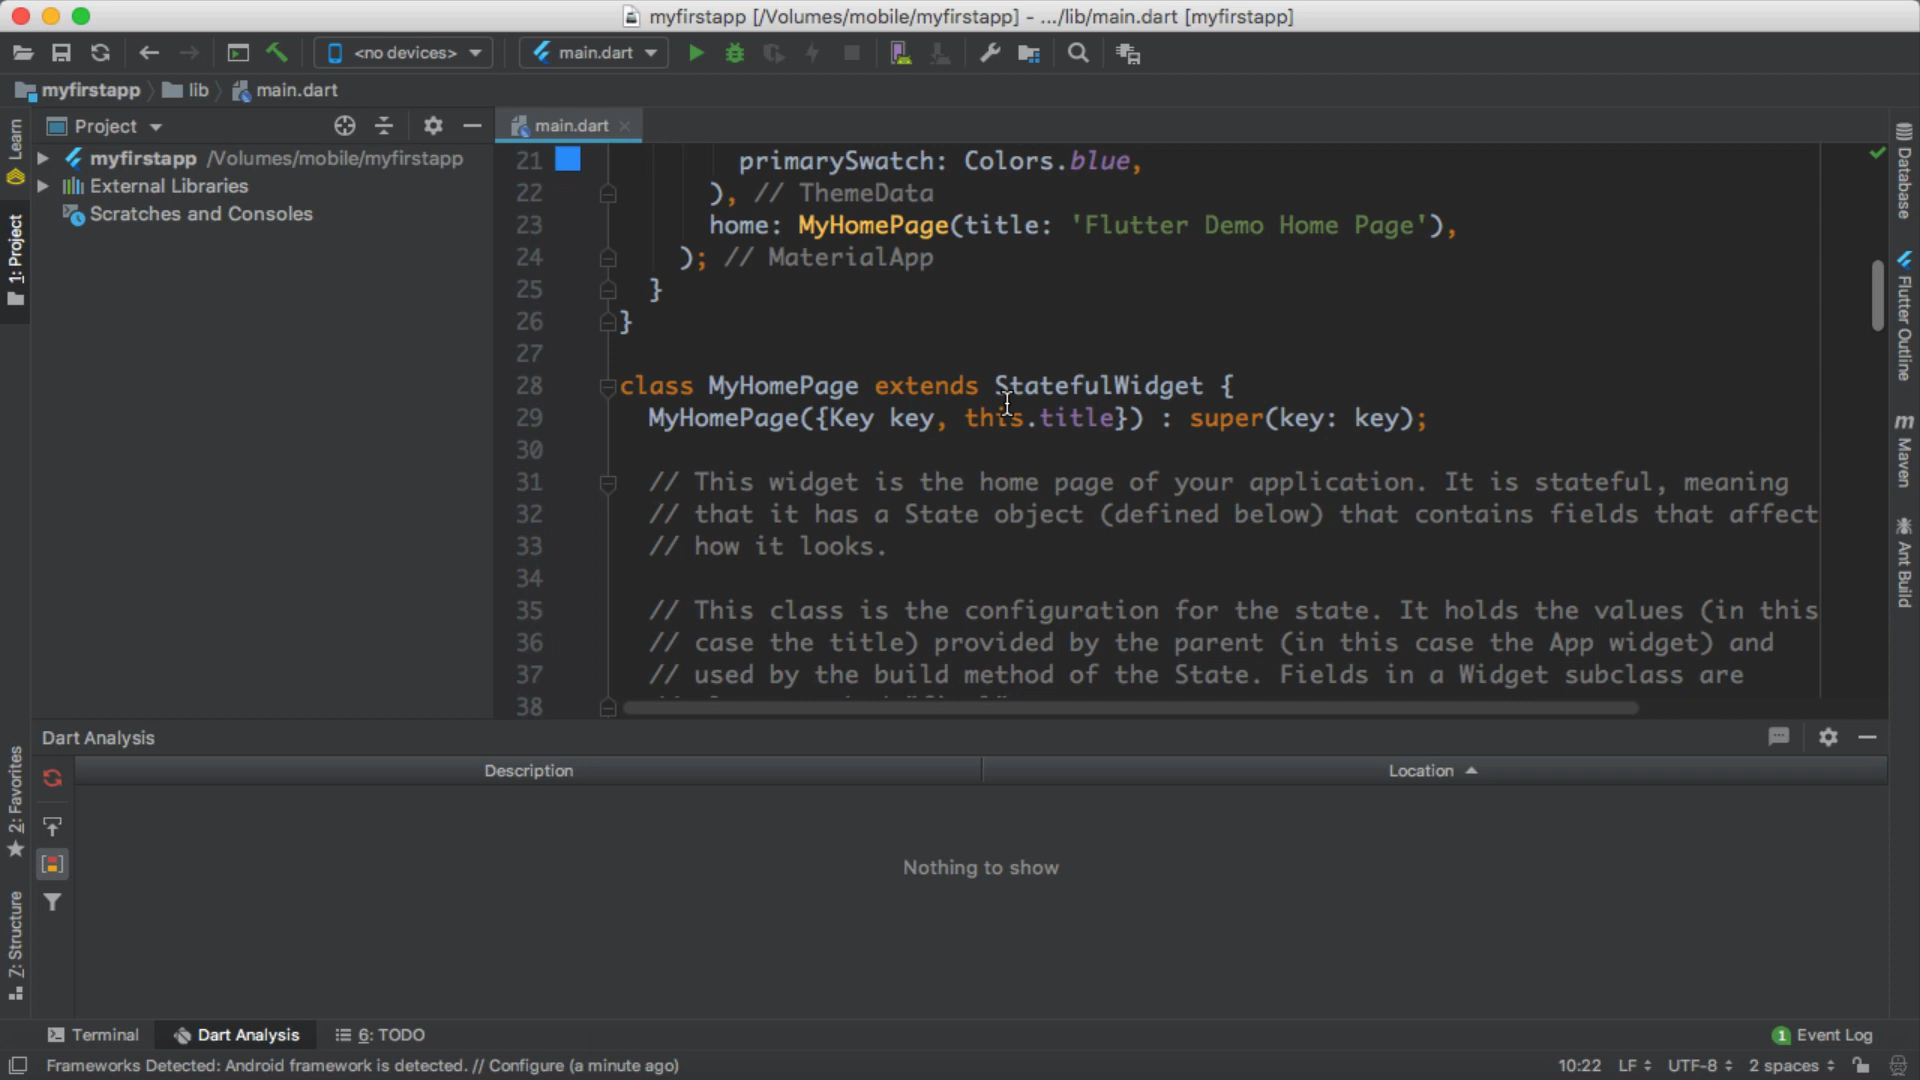 myfirstapp [/Volumes/mobile/myfirstapp] - .../lib/main.dart [myfirstapp]
<no devices>
main.dart
myfirstapp
lib
main.dart
Project
main.dart
myfirstapp /Volumes/mobile/myfirstapp
External Libraries
Scratches and Consoles
Learn
1: Project
2: Favorites
7: Structure
21 primarySwatch: Colors.blue,
22 ), // ThemeData
23 home: MyHomePage(title: 'Flutter Demo Home Page'),
24 ); // MaterialApp
25 }
26 }
27
28 class MyHomePage extends StatefulWidget {
29 MyHomePage({Key key, this.title}) : super(key: key);
30
31 // This widget is the home page of your application. It is stateful, meaning
32 // that it has a State object (defined below) that contains fields that affect
33 // how it looks.
34
35 // This class is the configuration for the state. It holds the values (in this
36 // case the title) provided by the parent (in this case the App widget) and
37 // used by the build method of the State. Fields in a Widget subclass are
38
Database
Flutter Outline
m Maven
Ant Build
Dart Analysis
Description
Location
Nothing to show
Terminal
Dart Analysis
6: TODO
1 Event Log
Frameworks Detected: Android framework is detected. // Configure (a minute ago)
10:22 LF UTF-8 2 spaces